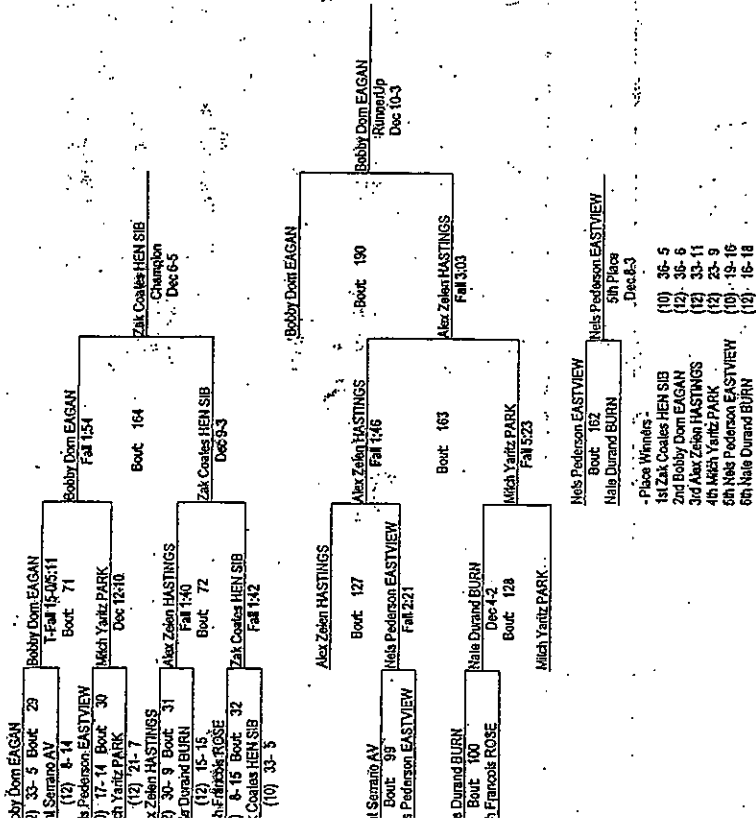 Bobby Dom EAGAN
33- 5 Bout: 29
Serrano AV
(12) 8- 14
Pederson EASTVIEW
17- 14 Bout: 30
Yaritz PARK
(12) 21- 7
Zelen HASTINGS
30- 9 Bout: 31
Durand BURN
(12) 15- 15
ROSE
8- 15 Bout: 32
Coates HEN SIB
(10) 33- 5
Bobby Dom EAGAN
T-Fall 15-0/5:11
Bout: 71
Mitch Yaritz PARK
Dec 12-10
Alex Zelen HASTINGS
Fall 1:40
Bout: 72
Zak Coates HEN SIB
Fall 1:42
Bobby Dom EAGAN
Fall 1:54
Bout: 164
Zak Coates HEN SIB
Dec 9-3
Zak Coates HEN SIB
Champion
Dec 6-5
Serrano AV
Bout: 99
Pederson EASTVIEW
Durand BURN
Bout: 100
Francois ROSE
Alex Zelen HASTINGS
Bout: 127
Nels Pederson EASTVIEW
Fall 2:21
Nate Durand BURN
Dec 4-2
Bout: 128
Mitch Yaritz PARK
Alex Zelen HASTINGS
Fall 1:46
Bout: 163
Mitch Yaritz PARK
Fall 5:23
Bobby Dom EAGAN
Bout: 190
Alex Zelen HASTINGS
Fall 3:03
Bobby Dom EAGAN
RunnerUp
Dec 10-3
Nels Pederson EASTVIEW
Bout: 162
Nate Durand BURN
Nels Pederson EASTVIEW
5th Place
Dec 8-3
- Place Winners -
1st Zak Coates HEN SIB (10) 36- 5
2nd Bobby Dom EAGAN (12) 36- 6
3rd Alex Zelen HASTINGS (12) 33- 11
4th Mitch Yaritz PARK (12) 23- 9
5th Nels Pederson EASTVIEW (10) 19- 16
6th Nate Durand BURN (12) 16- 18